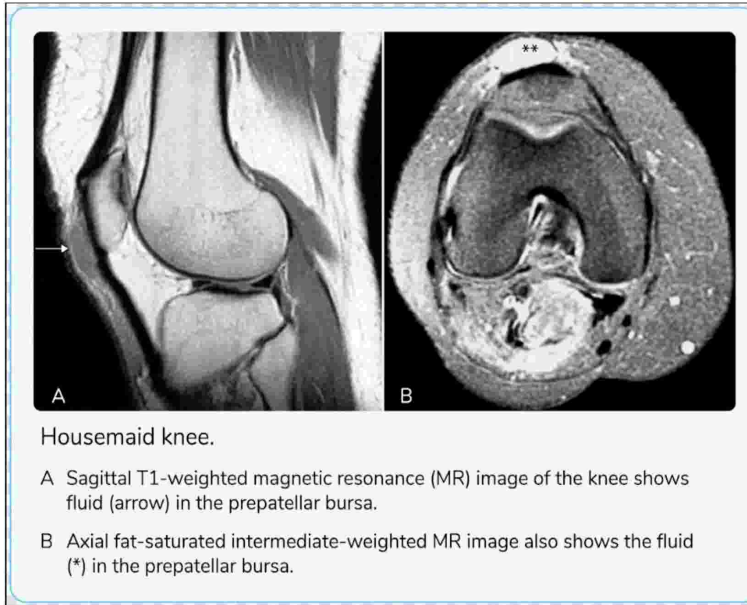 **
A
B
Housemaid knee.
A Sagittal T1-weighted magnetic resonance (MR) image of the knee shows
fluid (arrow) in the prepatellar bursa.
B Axial fat-saturated intermediate-weighted MR image also shows the fluid
(*) in the prepatellar bursa.